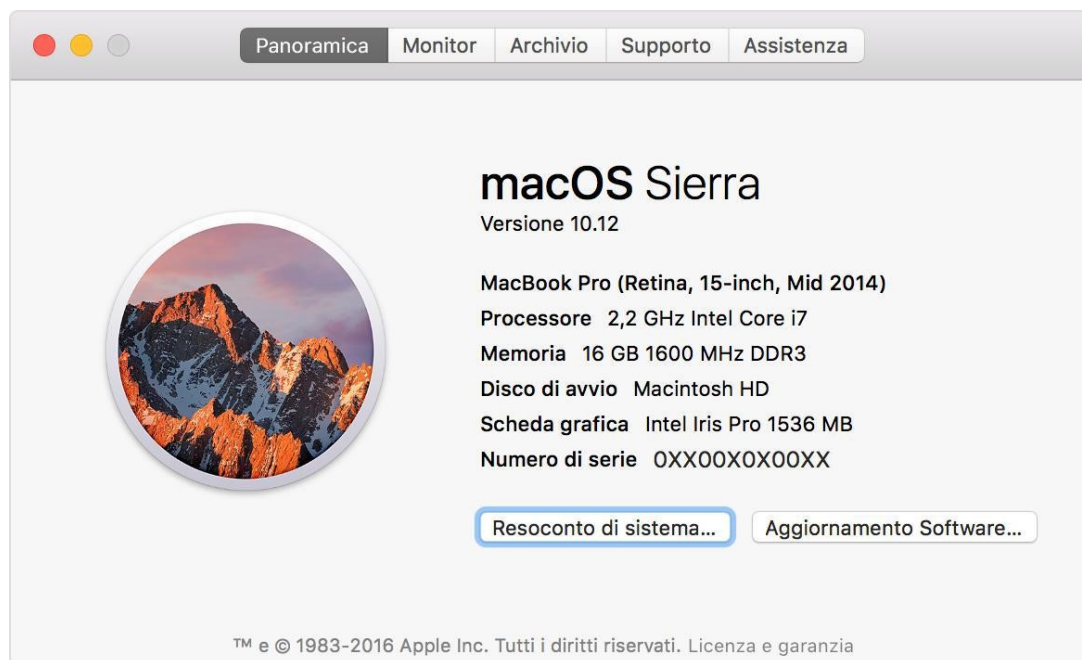 Panoramica Monitor Archivio Supporto Assistenza
macOS Sierra
Versione 10.12
MacBook Pro (Retina, 15-inch, Mid 2014)
Processore 2,2 GHz Intel Core i7
Memoria 16 GB 1600 MHz DDR3
Disco di avvio Macintosh HD
Scheda grafica Intel Iris Pro 1536 MB
Numero di serie 0XX00X0X00XX
Resoconto di sistema... Aggiornamento Software...
™ e © 1983-2016 Apple Inc. Tutti i diritti riservati. Licenza e garanzia